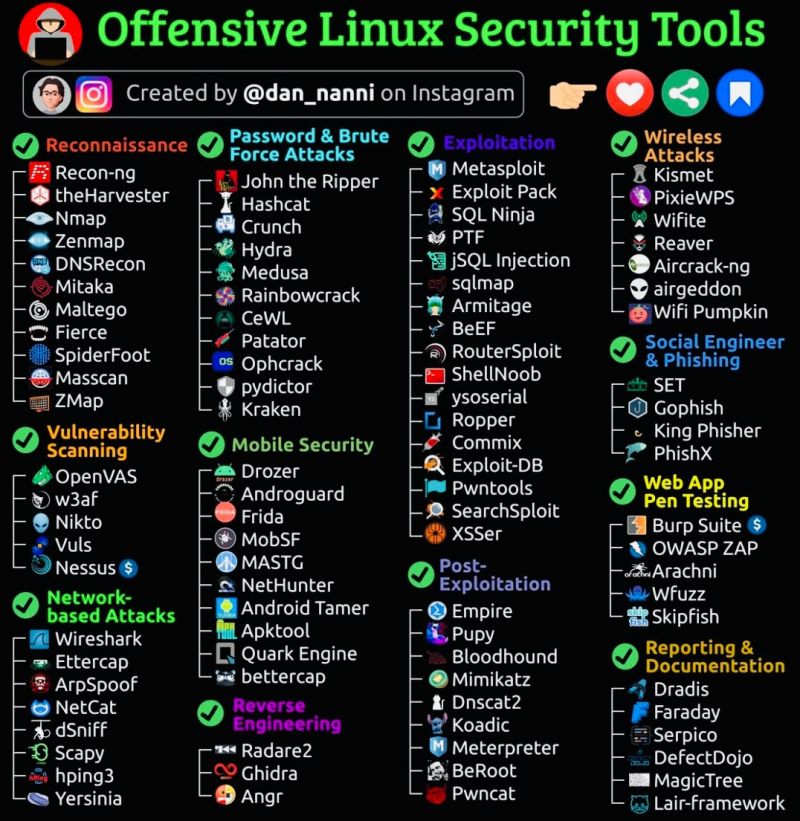 Offensive Linux Security Tools
Created by @dan_nanni on Instagram
Reconnaissance
Recon-ng
theHarvester
Nmap
Zenmap
DNSRecon
Mitaka
Maltego
Fierce
SpiderFoot
Masscan
ZMap
Vulnerability
Scanning
OpenVAS
w3af
Nikto
Vuls
Nessus $
Network-
based Attacks
Wireshark
Ettercap
ArpSpoof
NetCat
dSniff
Scapy
hping3
Yersinia
Password & Brute
Force Attacks
John the Ripper
Hashcat
Crunch
Hydra
Medusa
Rainbowcrack
CeWL
Patator
OS Ophcrack
pydictor
Kraken
Mobile Security
Drozer
Androguard
FRIDA Frida
MobSF
MASTG
NetHunter
Android Tamer
APK TOOL Apktool
Quark Engine
bettercap
Reverse
Engineering
Radare2
Ghidra
Angr
Exploitation
Metasploit
Exploit Pack
SQL Ninja
PTF
jSQL Injection
sqlmap
Armitage
BeEF
RouterSploit
ShellNoob
ysoserial
Ropper
Commix
Exploit-DB
Pwntools
SearchSploit
XSSer
Post-
Exploitation
Empire
Pupy
Bloodhound
Mimikatz
Dnscat2
Koadic
Meterpreter
BeRoot
Pwncat
Wireless
Attacks
Kismet
PixieWPS
Wifite
Reaver
Aircrack-ng
airgeddon
Wifi Pumpkin
Social Engineer
& Phishing
SET
Gophish
King Phisher
PhishX
Web App
Pen Testing
Burp Suite $
OWASP ZAP
arachni Arachni
Wfuzz
skip fish Skipfish
Reporting &
Documentation
Dradis
Faraday
Serpico
DefectDojo
MagicTree
Lair-framework